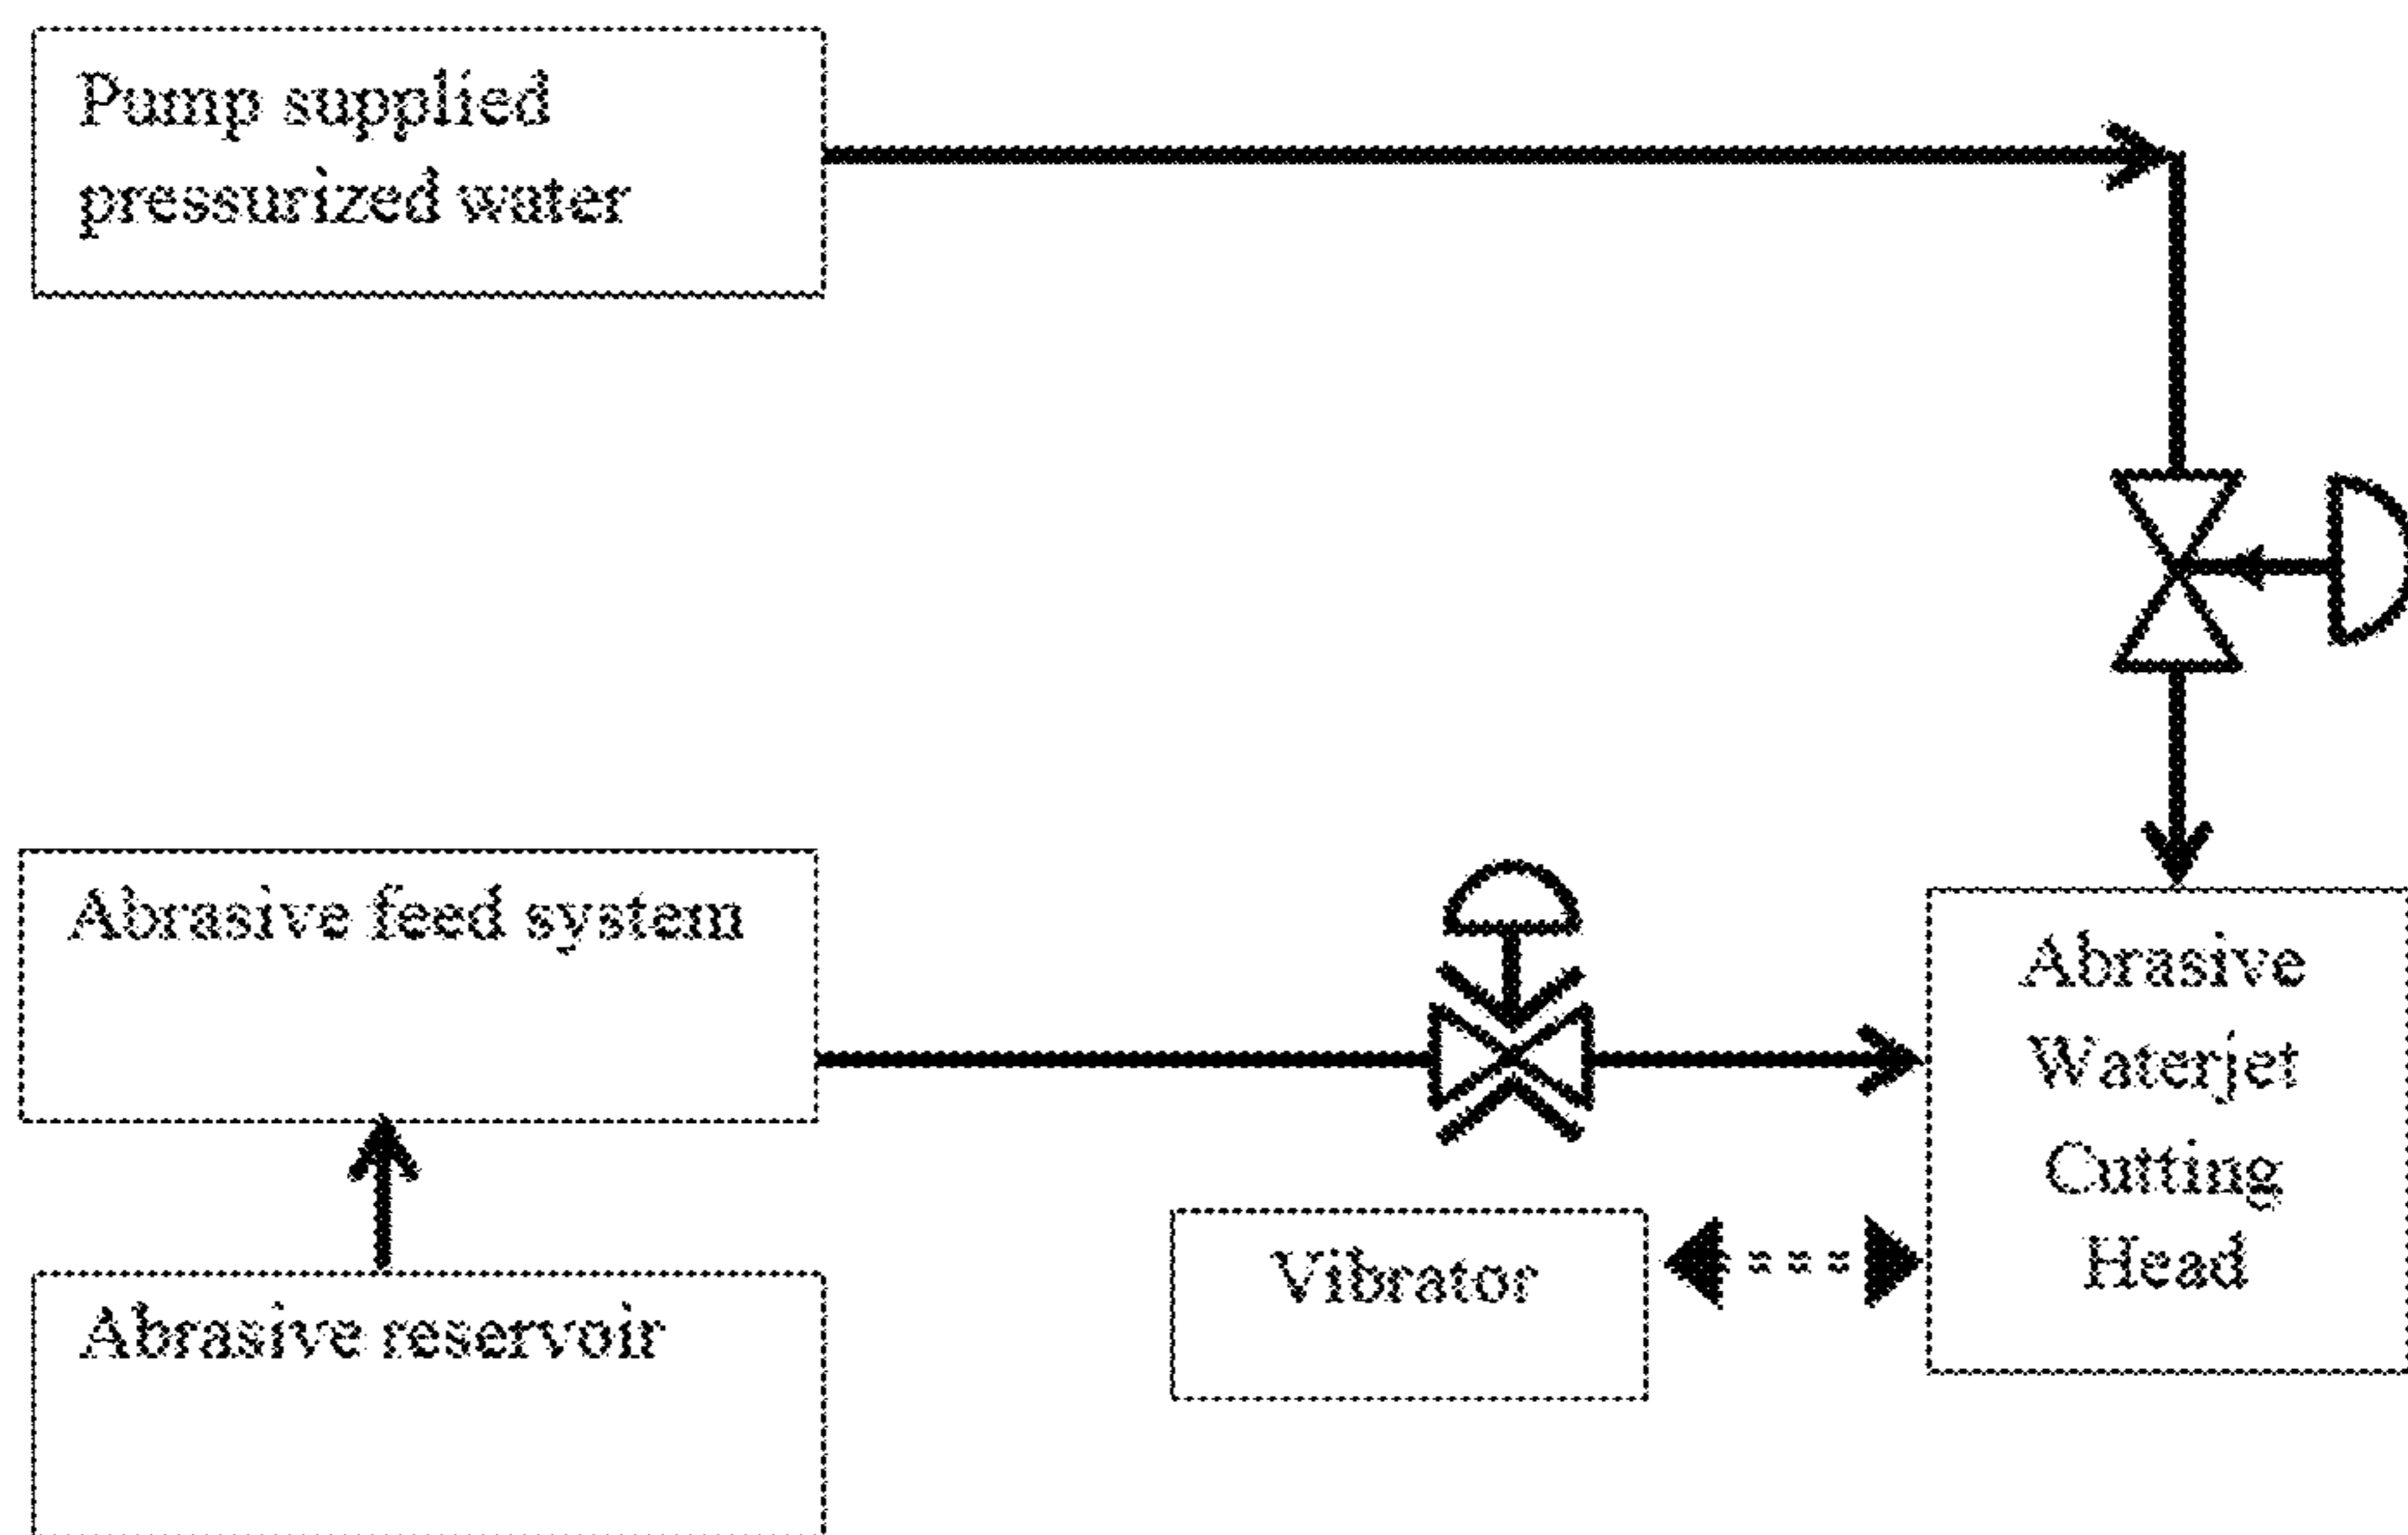 Pump supplied
pressurized water
Abrasive feed system
Abrasive
Waterjet
Cutting
Head
Vibrator
Abrasive reservoir